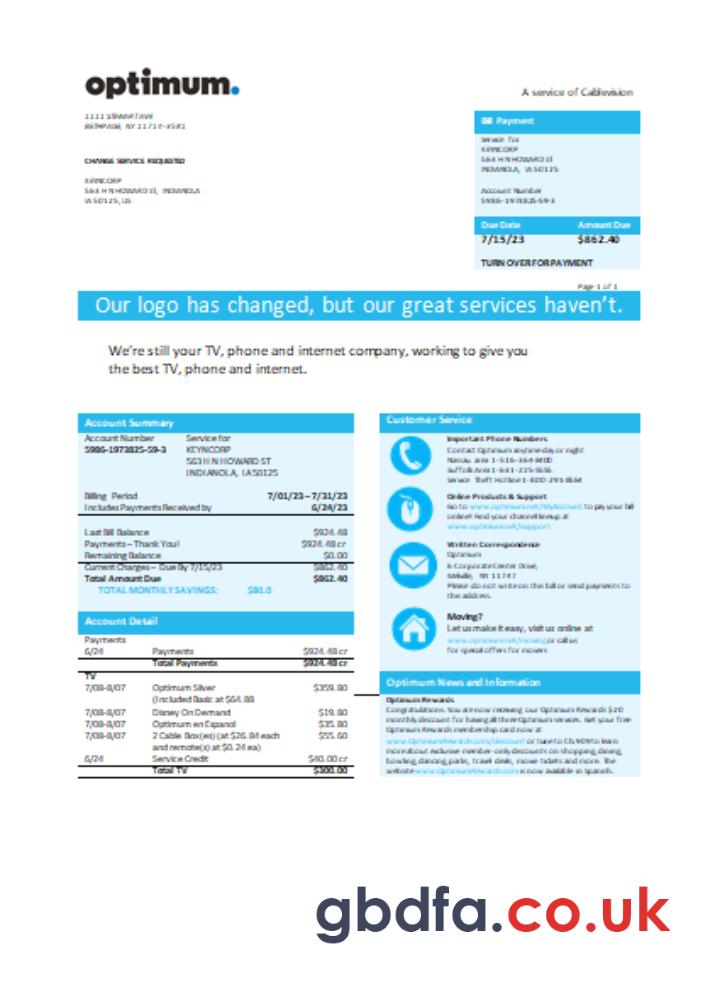 optimum.
A service of Cablevision
1111 STEWART AVE
BETHPAGE, NY 11714-3581
CHANGE SERVICE REQUESTED
KEYNCORP
563 H N HOWARD ST, INDIANOLA
IA 50125, US
Bill Payment
Service for
KEYNCORP
563 H N HOWARD ST
INDIANOLA, IA 50125
Account Number
5986-1973825-59-3
Due Date Amount Due
7/15/23 $862.40
TURN OVER FOR PAYMENT
Page 1 of 1
Our logo has changed, but our great services haven't.
We're still your TV, phone and internet company, working to give you
the best TV, phone and internet.
Account Summary
Account Number Service for
5986-1973825-59-3 KEYNCORP
563 H N HOWARD ST
INDIANOLA, IA 50125
Billing Period 7/01/23 – 7/31/23
Includes Payments Received by 6/24/23
Last Bill Balance $924.48
Payments – Thank You! $924.48 cr
Remaining Balance $0.00
Current Charges – Due By 7/15/23 $862.40
Total Amount Due $862.40
TOTAL MONTHLY SAVINGS: $80.0
Account Detail
Payments
6/24 Payments $924.48 cr
Total Payments $924.48 cr
TV
7/08-8/07 Optimum Silver $359.80
(Included Basic at $64.88
7/08-8/07 Disney On Demand $19.80
7/08-8/07 Optimum en Espanol $35.80
7/08-8/07 2 Cable Box(es) (at $26.84 each $55.60
and remote(s) at $0.24 ea)
6/24 Service Credit $40.00 cr
Total TV $300.00
Customer Service
Important Phone Numbers
Contact Optimum anytime day or night
Nassau area 1-516-364-8400
Suffolk Area 1-631-225-5555
Service Theft Hotline 1-800-291-8564
Online Products & Support
Go to www.optimum.net/MyAccount to pay your bill
online! Find your channel lineup at
www.optimum.net/support
Written Correspondence
Optimum
6 Corporate Center Drive,
Melville, NY 11747
Please do not write on this bill or send payments to
this address.
Moving?
Let us make it easy, visit us online at
www.optimum.net/moving or call us
for special offers for movers
Optimum News and Information
Optimum Rewards
Congratulations. You are now receiving our Optimum Rewards $20
monthly discount for having all three Optimum services. Get your free
Optimum Rewards membership card now at
www.OptimumRewards.com/discount or tune to Ch.909 to learn
more about exclusive member-only discounts on shopping, dining,
bowling, dancing, parks, travel deals, movie tickets and more. The
website www.OptimumRewards.com is now available in Spanish.
gbdfa.co.uk